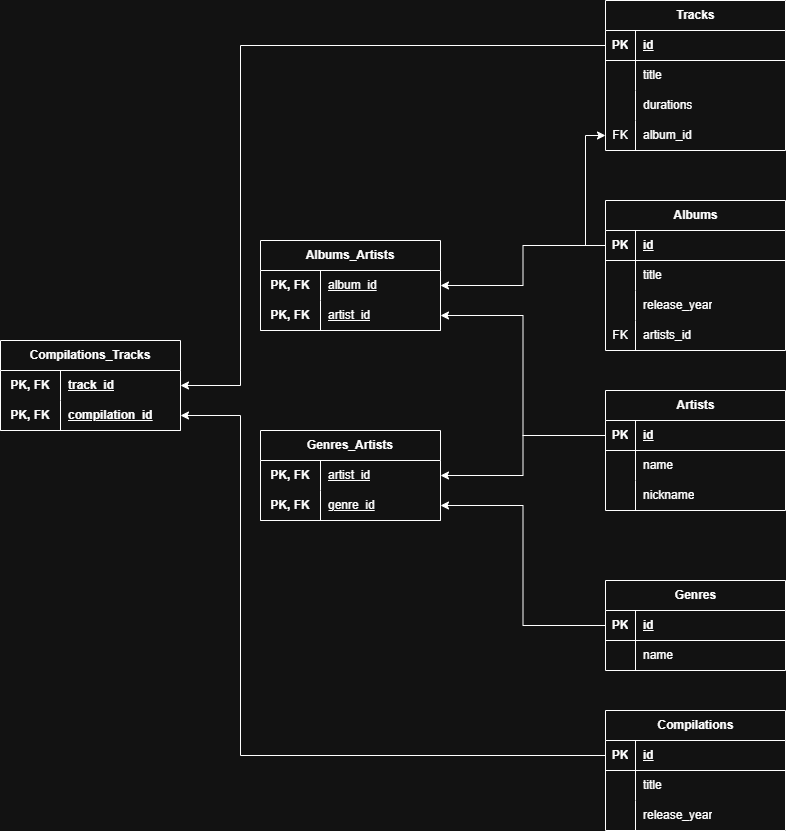 Tracks
PK id
title
durations
FK album_id
Albums
PK id
title
release_year
FK artists_id
Albums_Artists
PK, FK album_id
PK, FK artist_id
Compilations_Tracks
PK, FK track_id
PK, FK compilation_id
Artists
PK id
name
nickname
Genres_Artists
PK, FK artist_id
PK, FK genre_id
Genres
PK id
name
Compilations
PK id
title
release_year